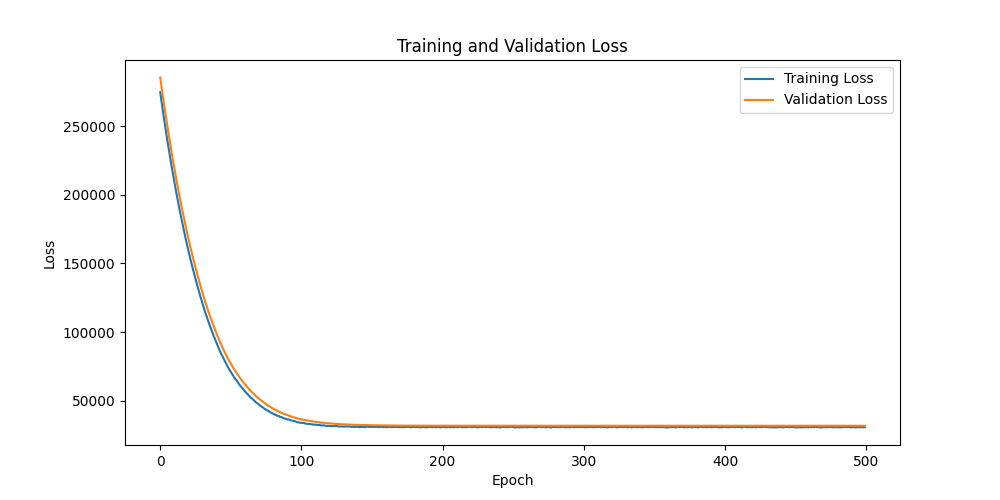 Training and Validation Loss
Training Loss
Validation Loss
250000
200000
150000
100000
50000
Loss
0 100 200 300 400 500
Epoch